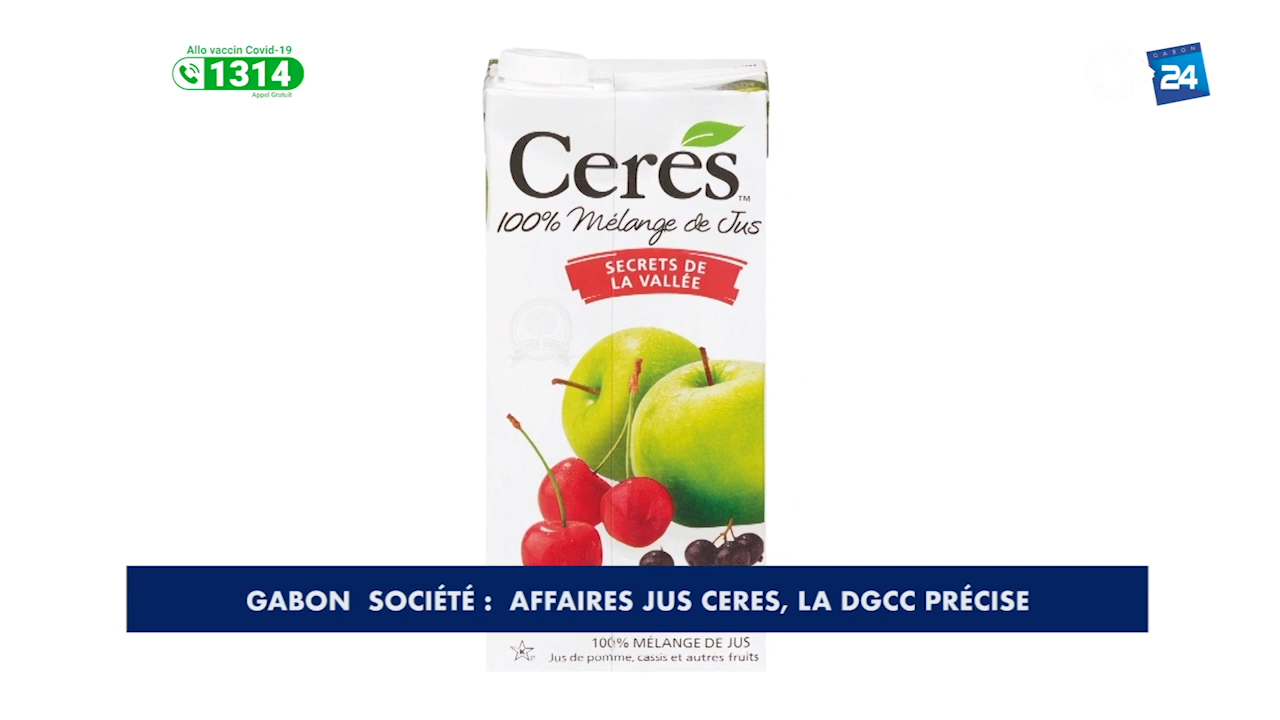 Allo vaccin Covid-19
1314
Appel Gratuit
GABON
24
Ceres
TM
100% Mélange de Jus
SECRETS DE
LA VALLÉE
GABON SOCIÉTÉ : AFFAIRES JUS CERES, LA DGCC PRÉCISE
100% MÉLANGE DE JUS
Jus de pomme, cassis et autres fruits